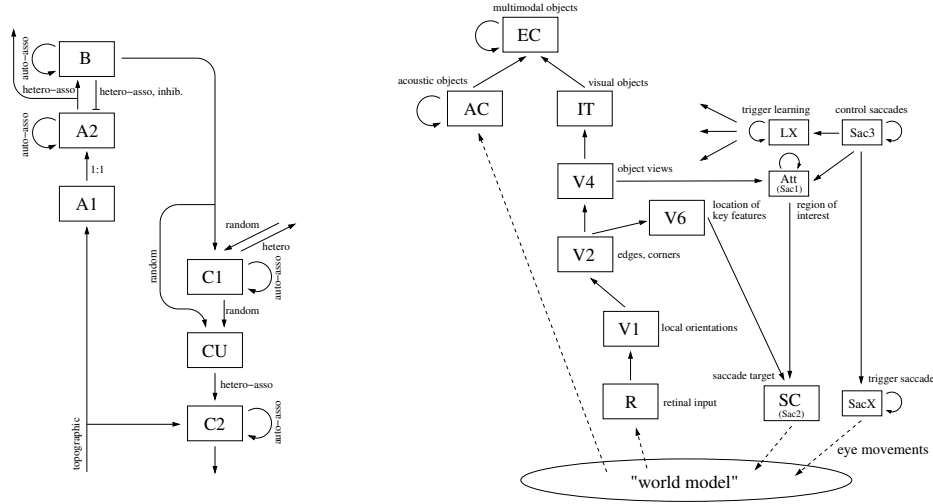 auto−asso
B
hetero−asso
hetero−asso, inhib.
auto−asso
A2
1:1
A1
random
random
hetero
C1
auto−asso
random
CU
hetero−asso
C2
auto−asso
topographic
multimodal objects
EC
acoustic objects
AC
visual objects
IT
trigger learning
LX
control saccades
Sac3
V4
object views
Att
(Sac1)
region of
interest
V6
location of
key features
V2
edges, corners
V1
local orientations
R
retinal input
saccade target
SC
(Sac2)
trigger saccade
SacX
eye movements
"world model"